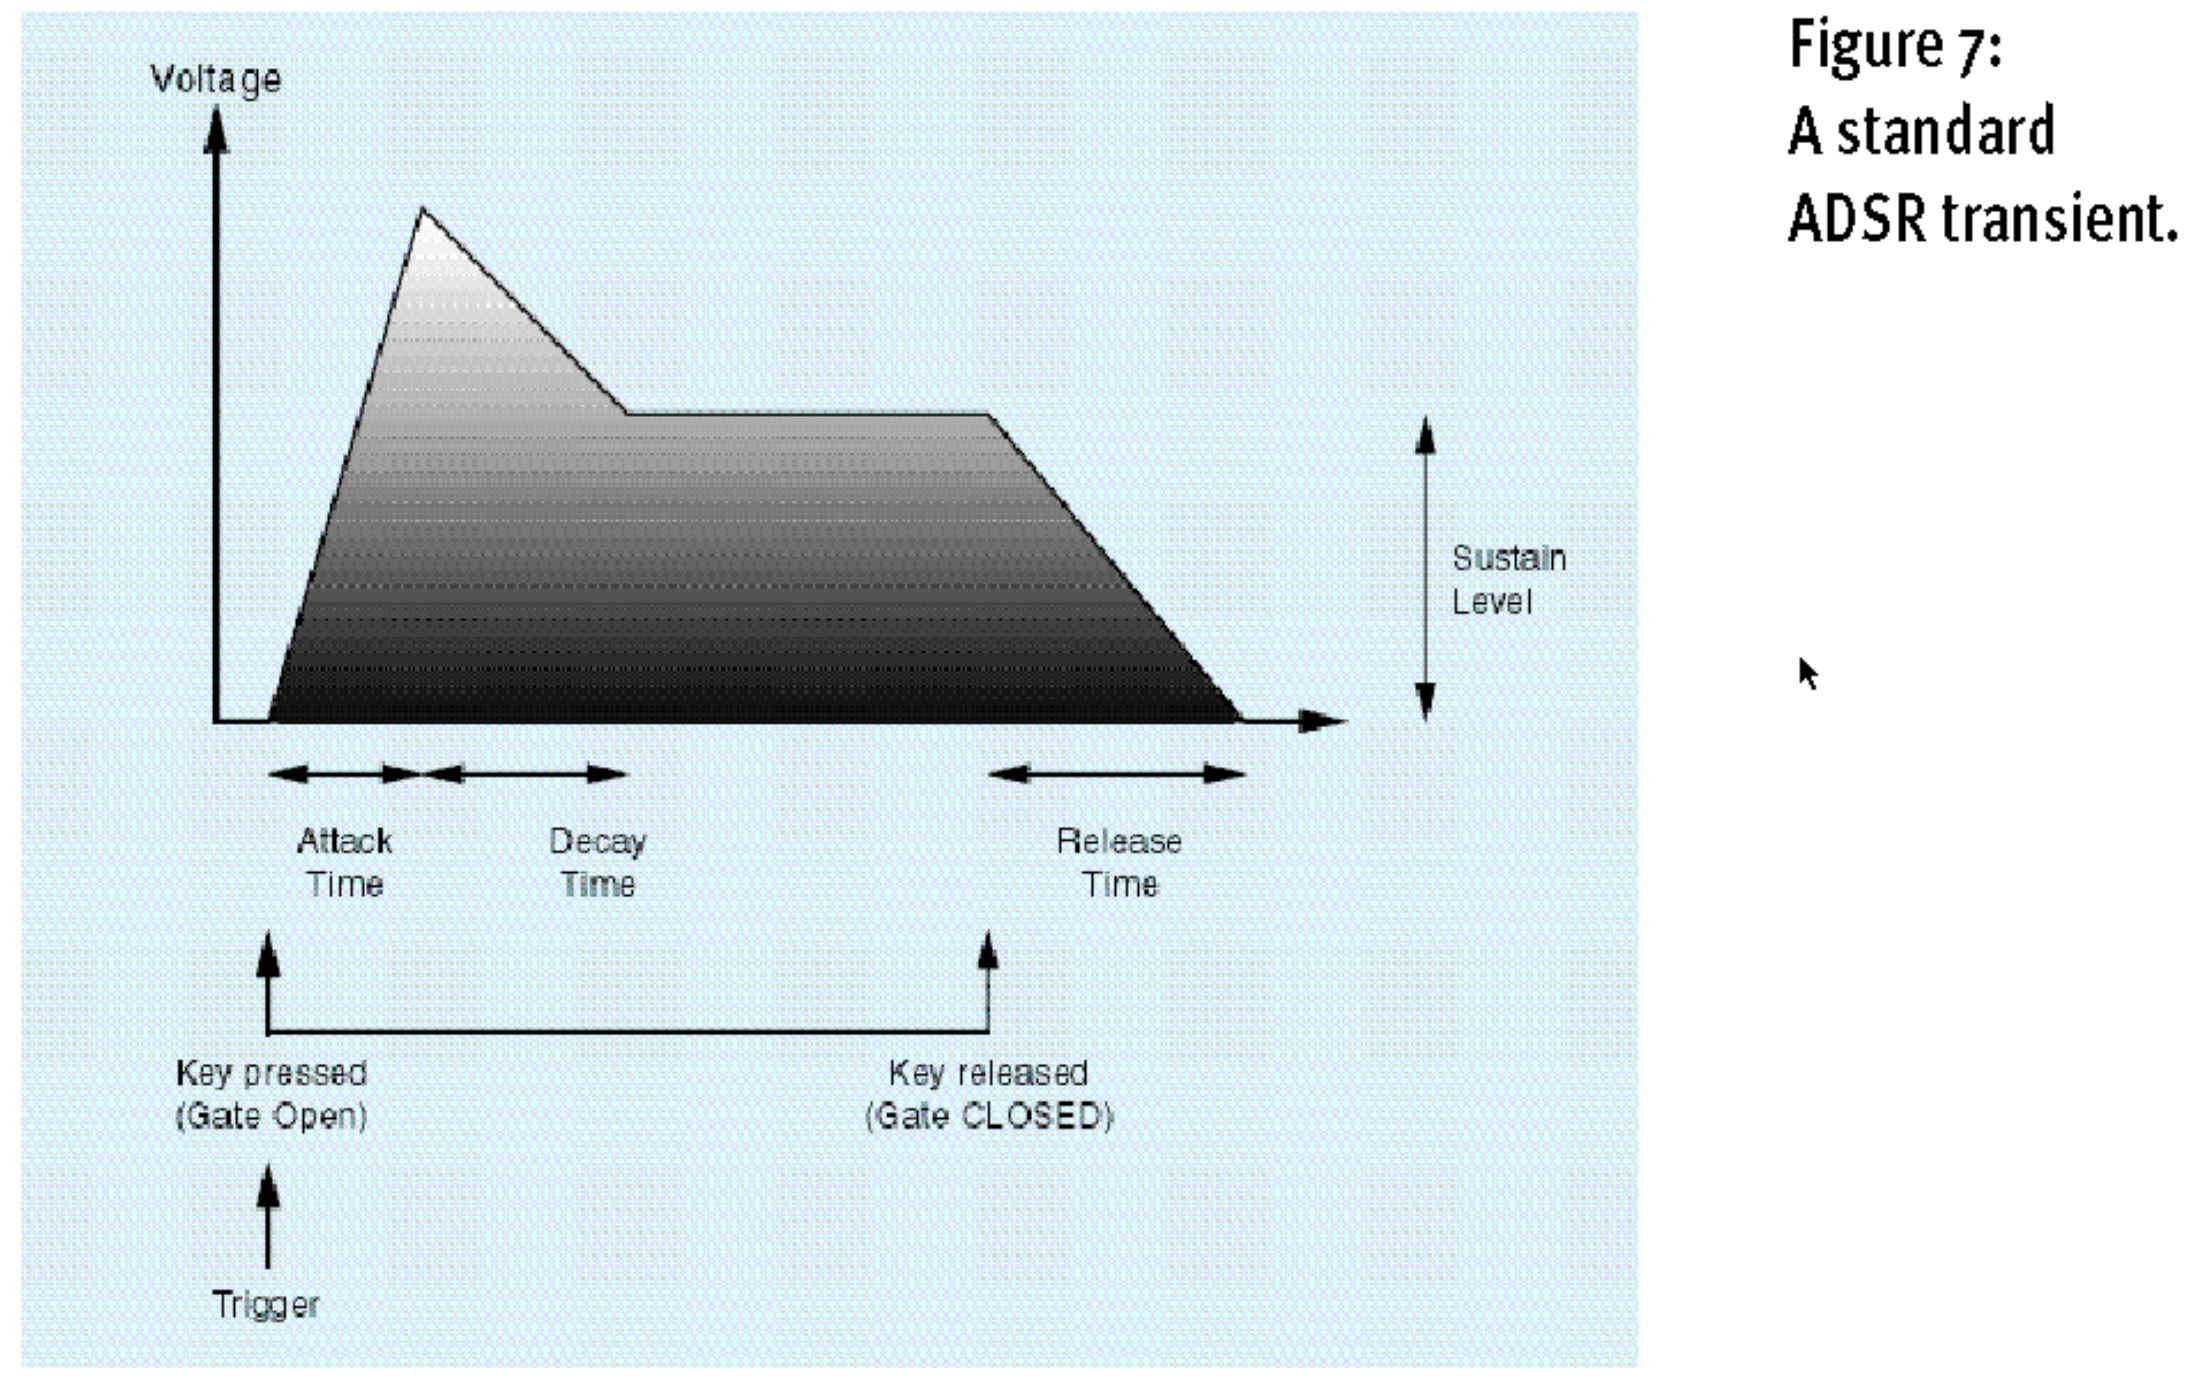 Voltage
Figure 7:
A standard
ADSR transient.
Sustain
Level
Attack
Time
Decay
Time
Release
Time
Key pressed
(Gate Open)
Key released
(Gate CLOSED)
Trigger